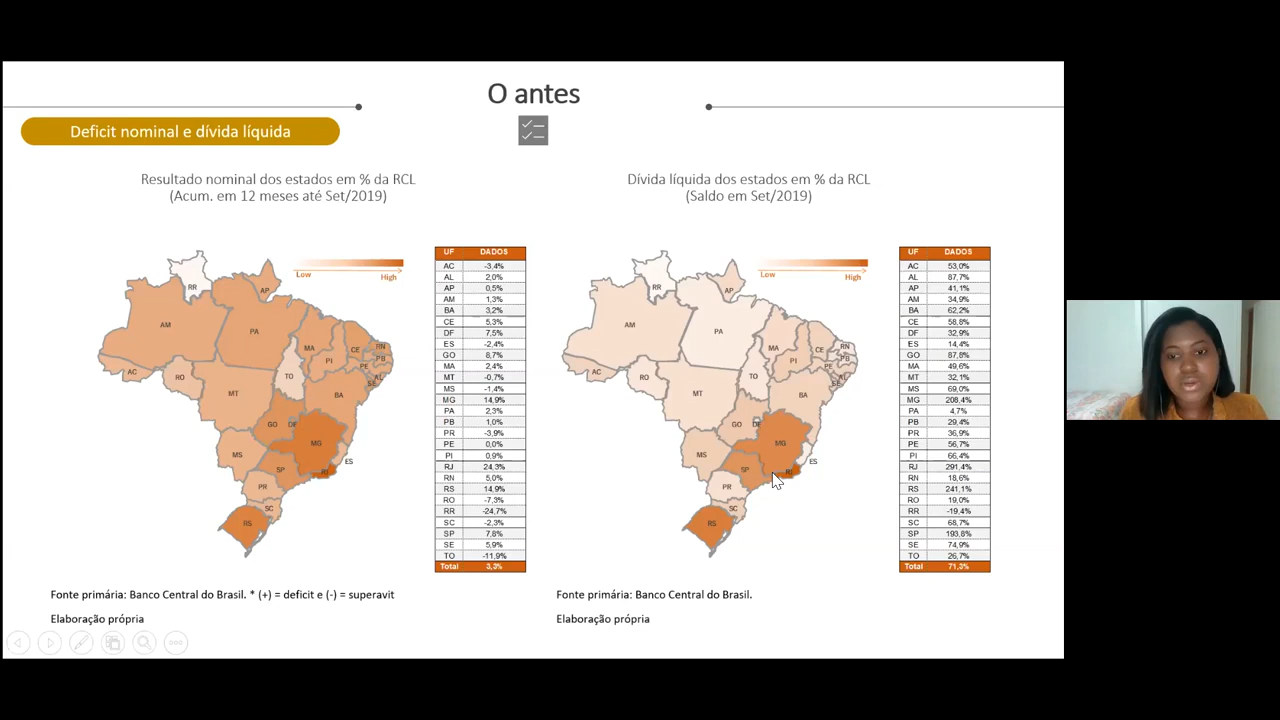 O antes
Deficit nominal e dívida líquida
Resultado nominal dos estados em % da RCL
(Acum. em 12 meses até Set/2019)
Low
High
RR
AP
AM
PA
MA
CE
RN
PB
PE
PI
AL
SE
AC
RO
TO
MT
BA
GO
DF
MG
ES
MS
SP
RJ
PR
SC
RS
UF DADOS
AC -3,4%
AL 2,0%
AP 0,5%
AM 1,3%
BA 3,2%
CE 5,3%
DF 7,5%
ES -2,4%
GO 8,7%
MA 2,4%
MT -0,7%
MS -1,4%
MG 14,9%
PA 2,3%
PB 1,0%
PR -3,9%
PE 0,0%
PI 0,9%
RJ 24,3%
RN 5,0%
RS 14,9%
RO -7,3%
RR -24,7%
SC -2,3%
SP 7,8%
SE 5,9%
TO -11,9%
Total 3,3%
Fonte primária: Banco Central do Brasil. * (+) = deficit e (-) = superavit
Elaboração própria
Dívida líquida dos estados em % da RCL
(Saldo em Set/2019)
Low
High
RR
AP
AM
PA
MA
CE
RN
PB
PE
PI
AL
SE
AC
RO
TO
MT
BA
GO
DF
MG
ES
MS
SP
RJ
PR
SC
RS
UF DADOS
AC 53,0%
AL 87,7%
AP 41,1%
AM 34,9%
BA 62,2%
CE 58,8%
DF 32,9%
ES 14,4%
GO 87,8%
MA 49,6%
MT 32,1%
MS 69,0%
MG 208,4%
PA 4,7%
PB 29,4%
PR 36,9%
PE 56,7%
PI 66,4%
RJ 291,4%
RN 18,6%
RS 241,1%
RO 19,0%
RR -19,4%
SC 68,7%
SP 193,8%
SE 74,9%
TO 26,7%
Total 71,3%
Fonte primária: Banco Central do Brasil.
Elaboração própria